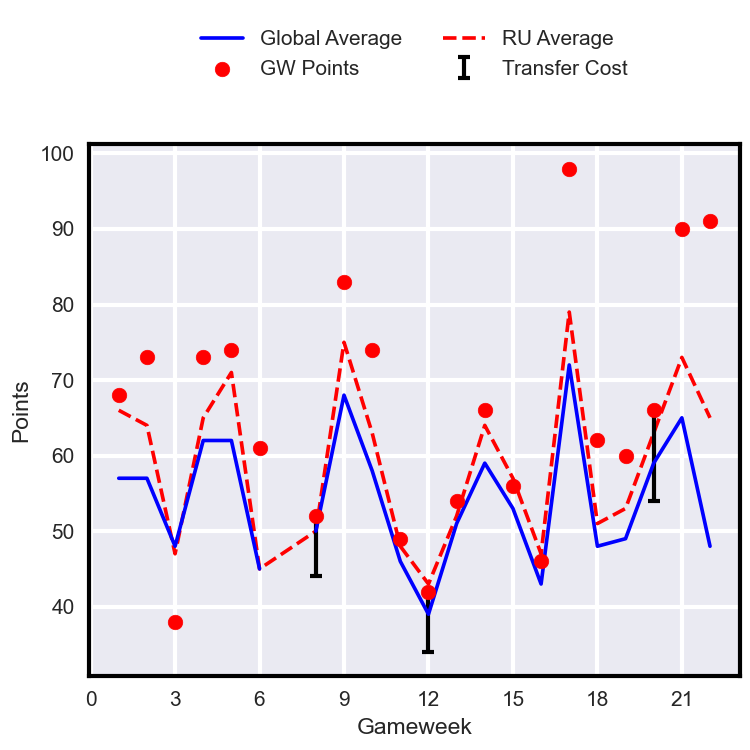 Global Average
RU Average
GW Points
Transfer Cost
100
90
80
70
60
50
40
Points
0 3 6 9 12 15 18 21
Gameweek